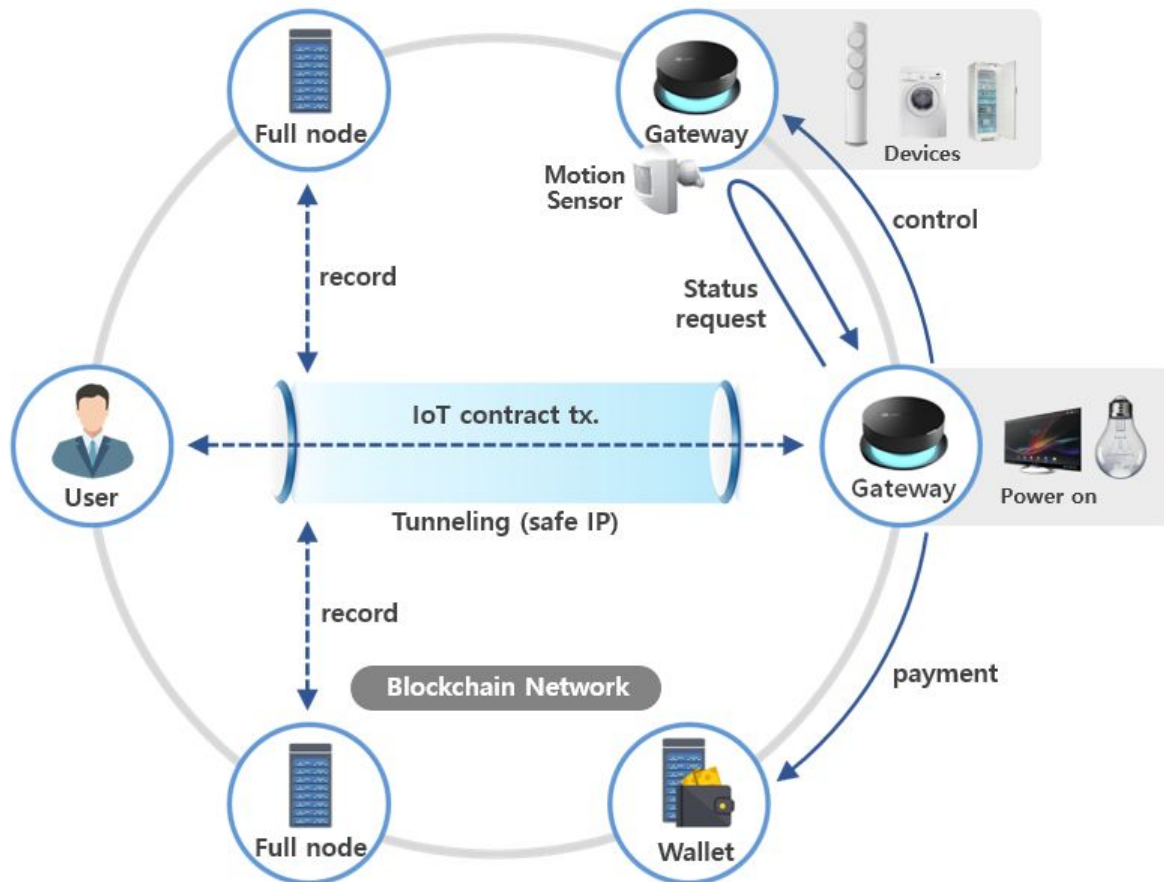 Full node
Gateway
Devices
Motion
Sensor
control
record
Status
request
IoT contract tx.
User
Gateway
Power on
Tunneling (safe IP)
record
Blockchain Network
payment
Full node
Wallet